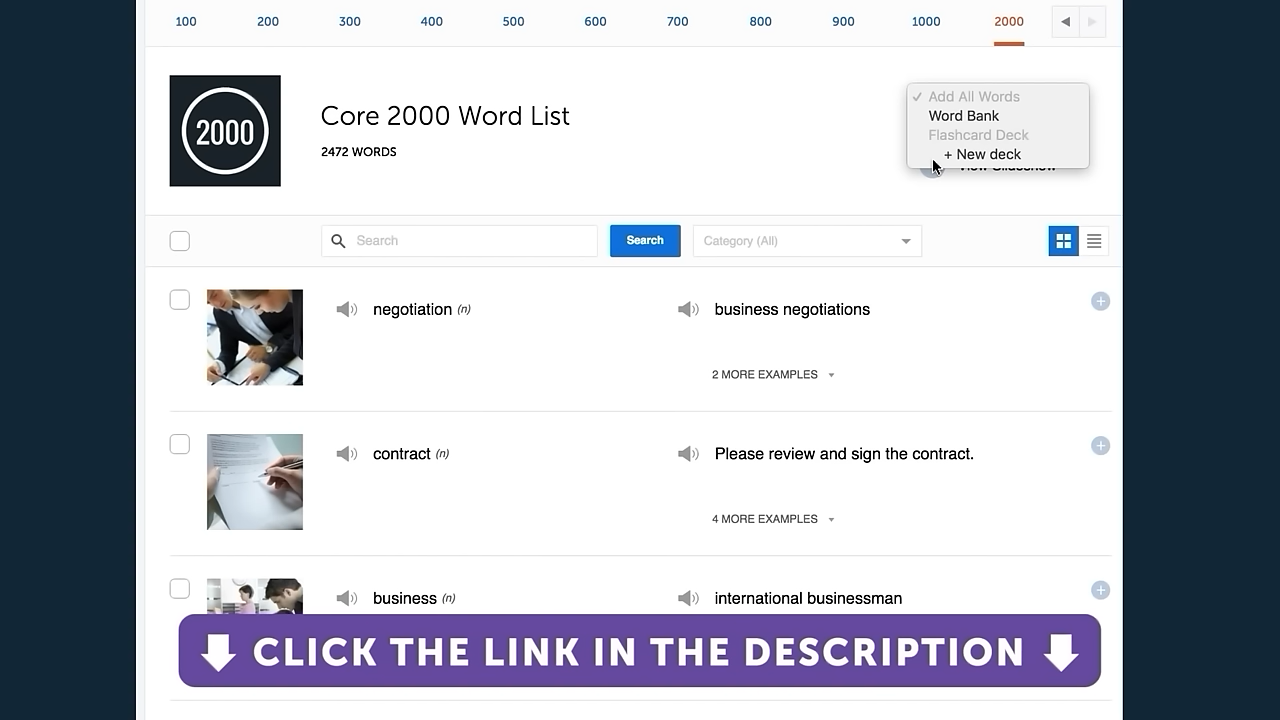 100 200 300 400 500 600 700 800 900 1000 2000
2000
Core 2000 Word List
2472 WORDS
Add All Words
Word Bank
Flashcard Deck
+ New deck
View Slideshow
Search
Search
Category (All)
negotiation (n)
business negotiations
2 MORE EXAMPLES
contract (n)
Please review and sign the contract.
4 MORE EXAMPLES
business (n)
international businessman
CLICK THE LINK IN THE DESCRIPTION